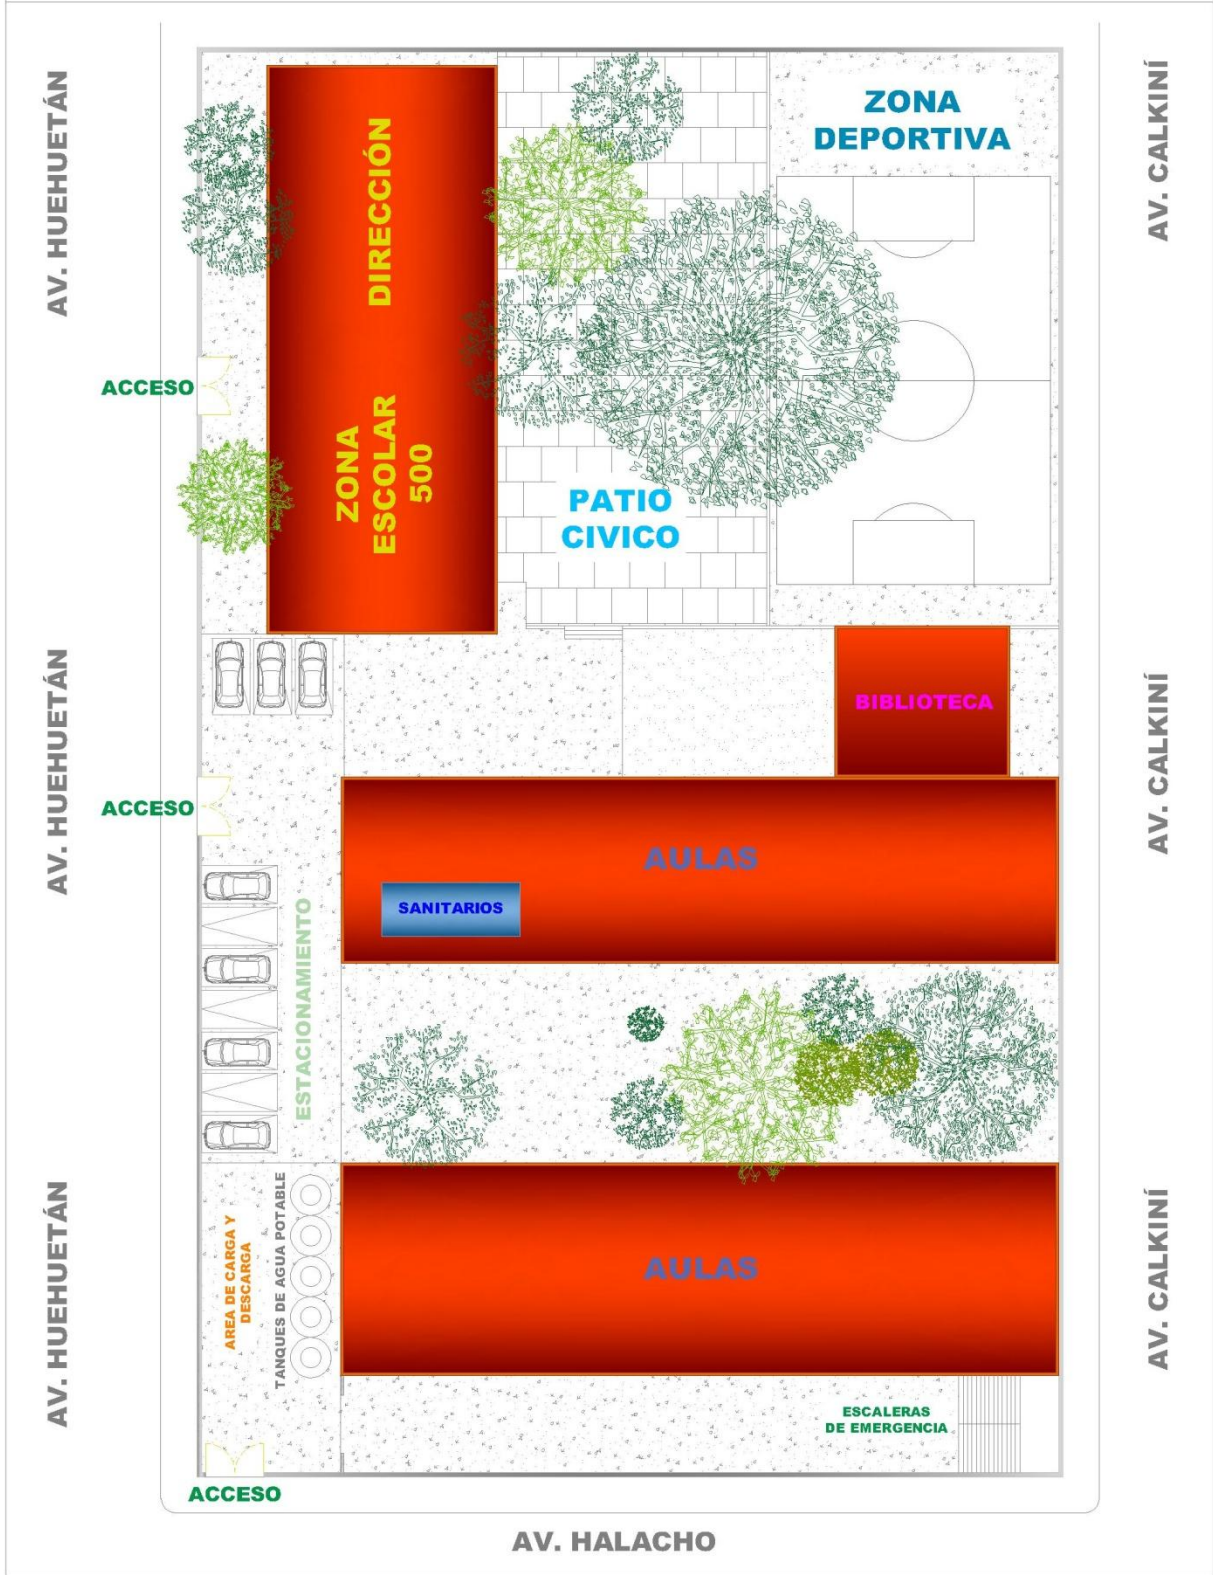 AV. HUEHUETÁN
DIRECCIÓN
ZONA
DEPORTIVA
AV. CALKINÍ
ACCESO
ZONA
ESCOLAR
500
PATIO
CIVICO
AV. HUEHUETÁN
BIBLIOTECA
AV. CALKINÍ
ACCESO
AULAS
SANITARIOS
ESTACIONAMIENTO
AV. HUEHUETÁN
AREA DE CARGA Y
DESCARGA
TANQUES DE AGUA POTABLE
AULAS
AV. CALKINÍ
ESCALERAS
DE EMERGENCIA
ACCESO
AV. HALACHO